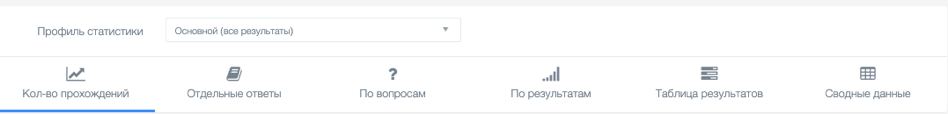 Профиль статистики
Основной (все результаты)
Кол-во прохождений
Отдельные ответы
По вопросам
По результатам
Таблица результатов
Сводные данные